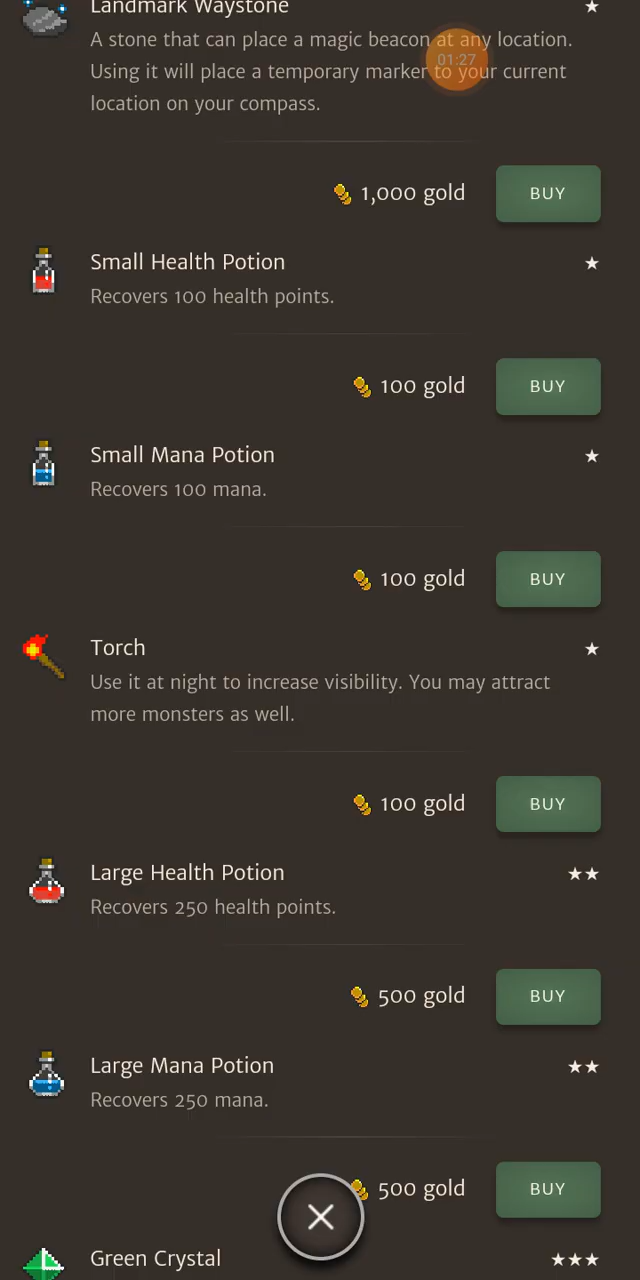 Landmark Waystone ★
A stone that can place a magic beacon at any location.
01:27
Using it will place a temporary marker to your current
location on your compass.
1,000 gold BUY
Small Health Potion ★
Recovers 100 health points.
100 gold BUY
Small Mana Potion ★
Recovers 100 mana.
100 gold BUY
Torch ★
Use it at night to increase visibility. You may attract
more monsters as well.
100 gold BUY
Large Health Potion ★★
Recovers 250 health points.
500 gold BUY
Large Mana Potion ★★
Recovers 250 mana.
500 gold BUY
Green Crystal ★★★